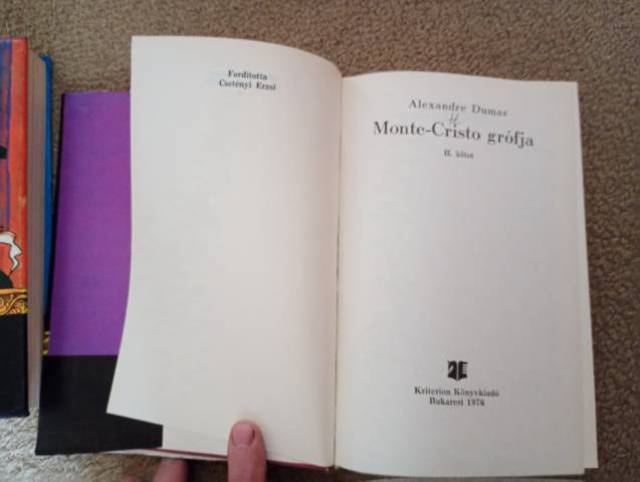 Fordította
Csetényi Erzsi
Alexandre Dumas
Monte-Cristo grófja
II. kötet
Kriterion Könyvkiadó
Bukarest 1976